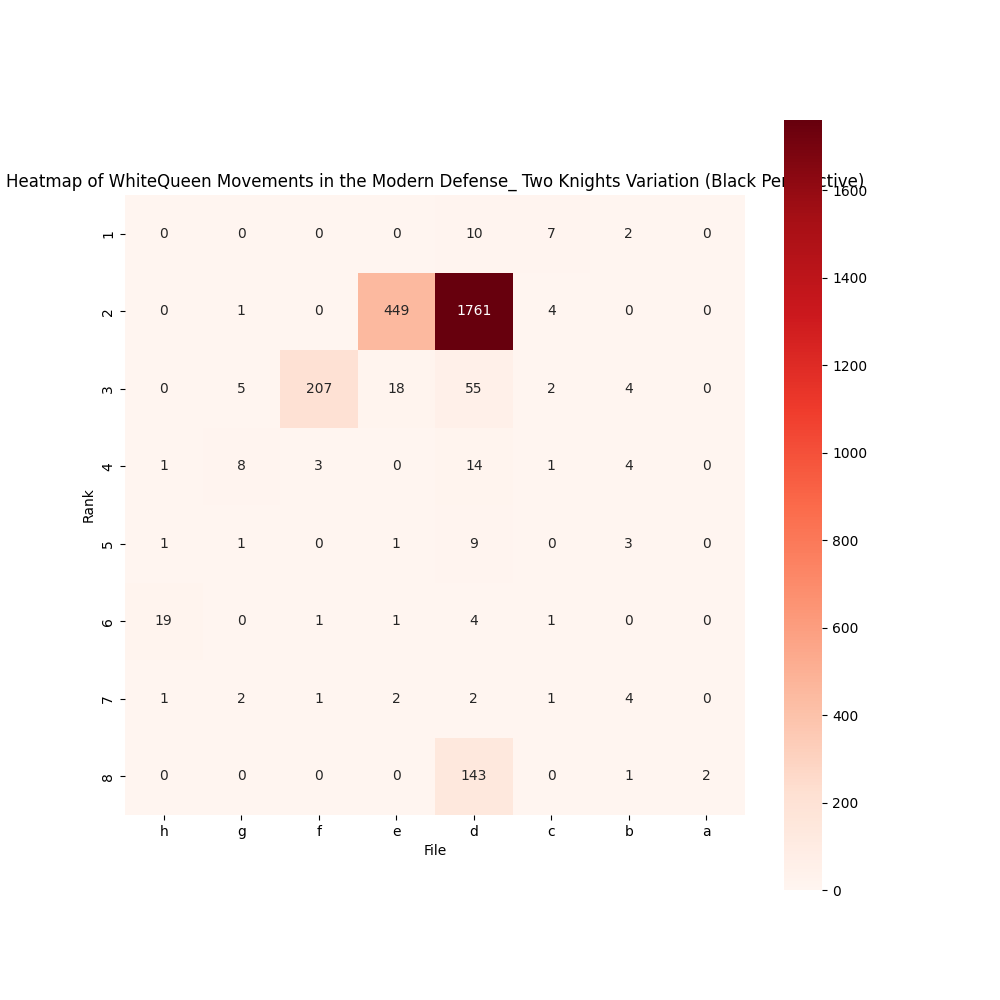 Heatmap of WhiteQueen Movements in the Modern Defense_ Two Knights Variation (Black Perspective)
1 0 0 0 0 10 7 2 0
2 0 1 0 449 1761 4 0 0
3 0 5 207 18 55 2 4 0
4 1 8 3 0 14 1 4 0
5 1 1 0 1 9 0 3 0
6 19 0 1 1 4 1 0 0
7 1 2 1 2 2 1 4 0
8 0 0 0 0 143 0 1 2
h g f e d c b a
File
Rank
1600
1400
1200
1000
800
600
400
200
0